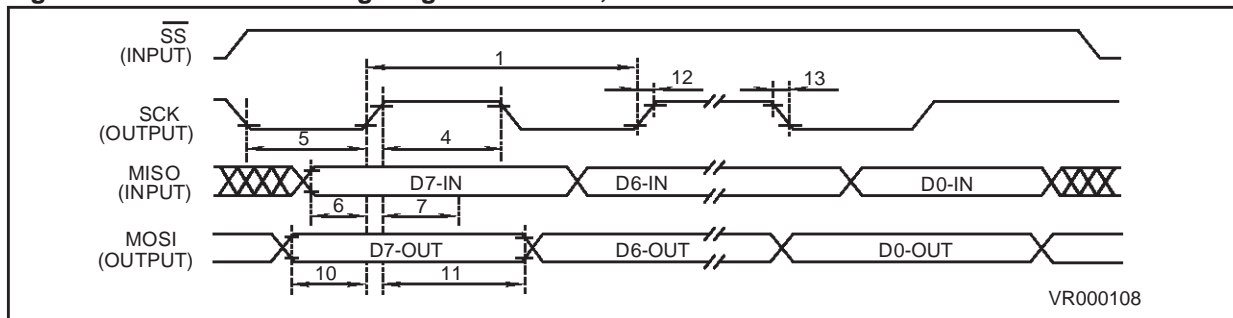 SS
(INPUT)
1
12
13
SCK
(OUTPUT)
5
4
MISO
(INPUT)
D7-IN
D6-IN
D0-IN
6
7
MOSI
(OUTPUT)
D7-OUT
D6-OUT
D0-OUT
10
11
VR000108